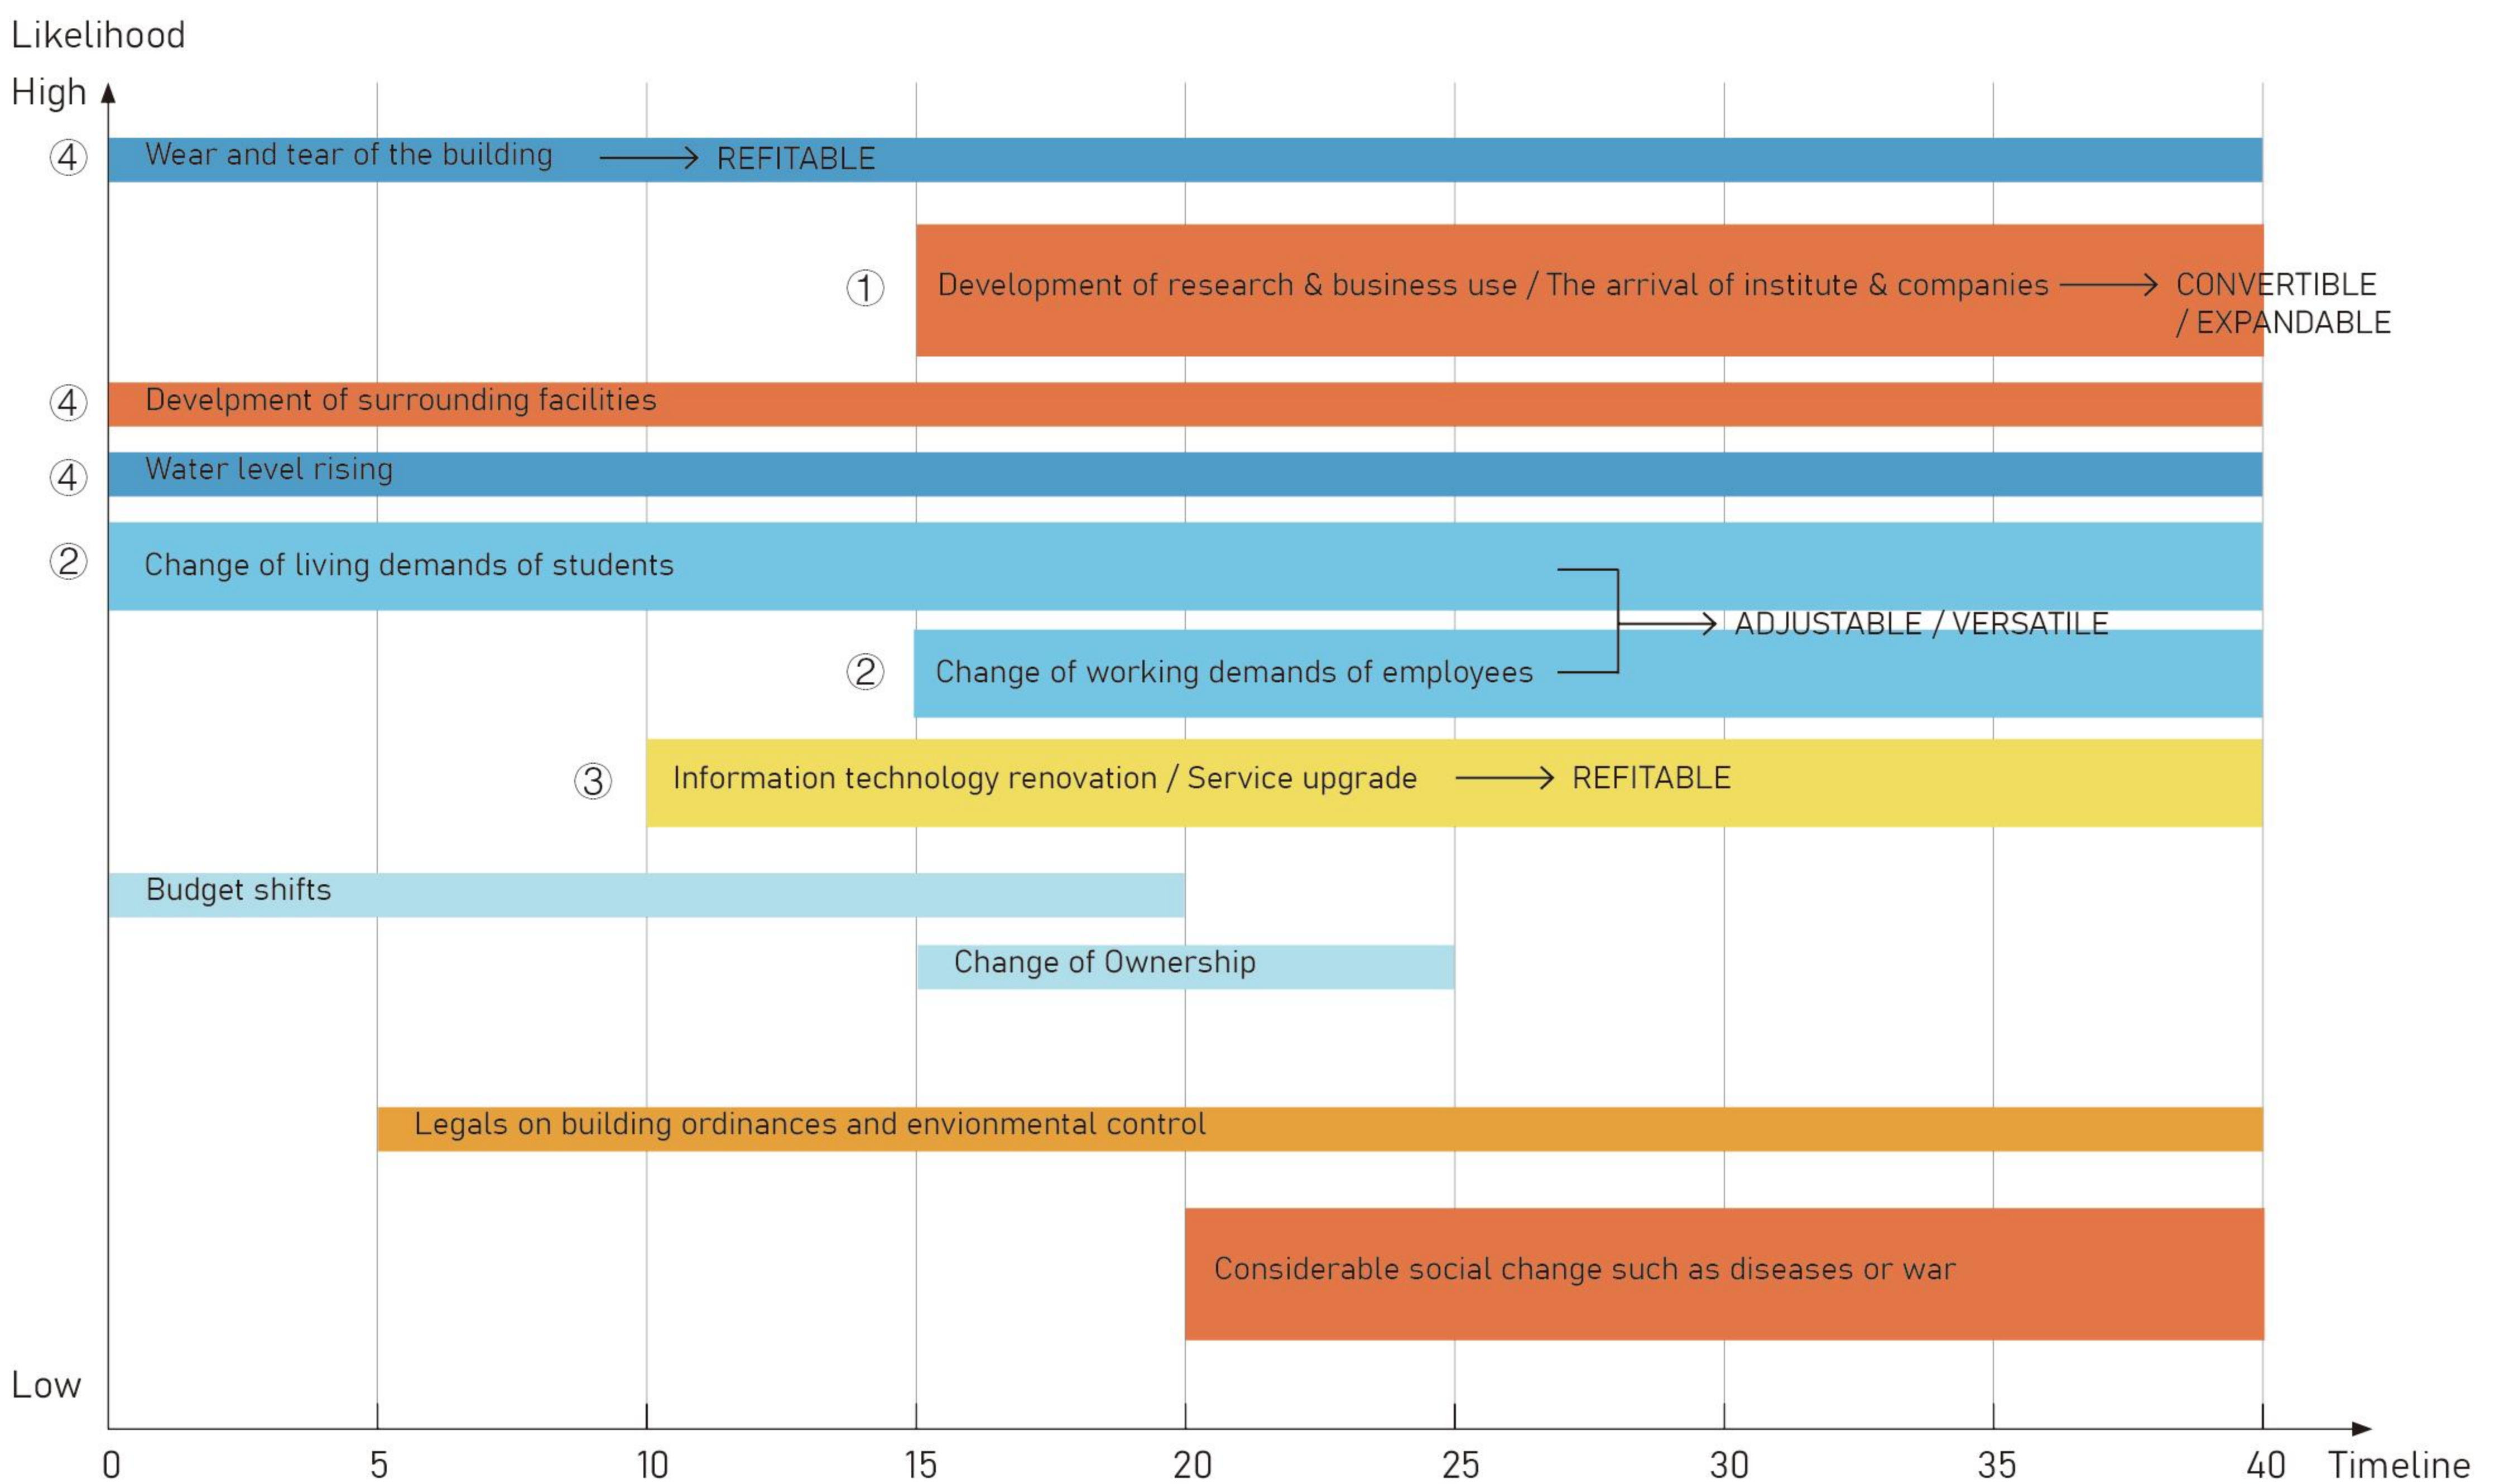 Likelihood
High
④ Wear and tear of the building → REFITABLE
① Development of research & business use / The arrival of institute & companies → CONVERTIBLE
/ EXPANDABLE
④ Develpment of surrounding facilities
④ Water level rising
② Change of living demands of students
→ ADJUSTABLE / VERSATILE
② Change of working demands of employees
③ Information technology renovation / Service upgrade → REFITABLE
Budget shifts
Change of Ownership
Legals on building ordinances and envionmental control
Considerable social change such as diseases or war
Low
0 5 10 15 20 25 30 35 40 Timeline